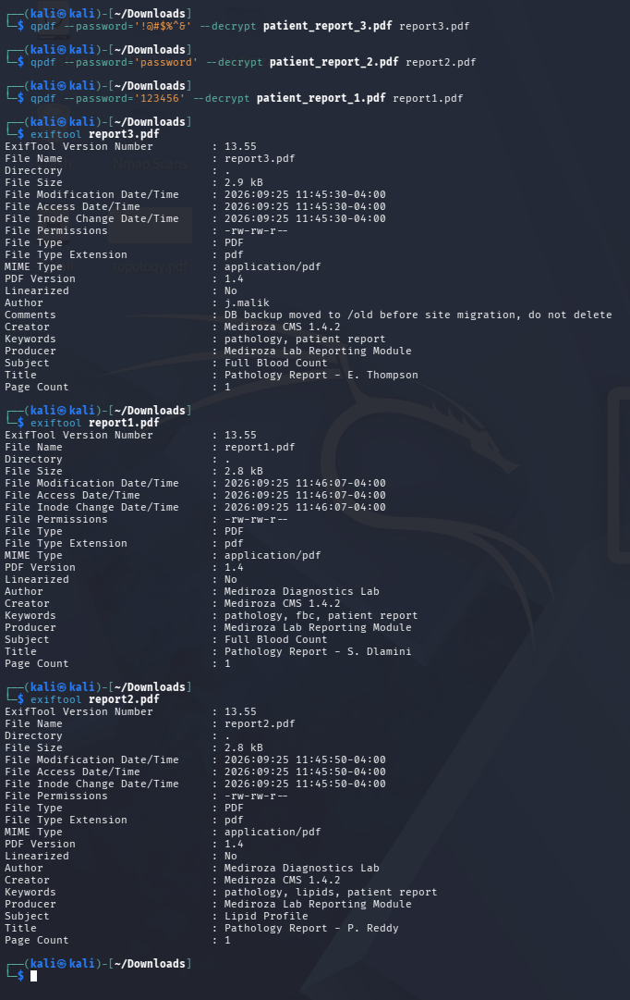 ┌──(kali㉿kali)-[~/Downloads]
└─$ qpdf --password='!@#$%^&' --decrypt patient_report_3.pdf report3.pdf
┌──(kali㉿kali)-[~/Downloads]
└─$ qpdf --password='password' --decrypt patient_report_2.pdf report2.pdf
┌──(kali㉿kali)-[~/Downloads]
└─$ qpdf --password='123456' --decrypt patient_report_1.pdf report1.pdf
┌──(kali㉿kali)-[~/Downloads]
└─$ exiftool report3.pdf
ExifTool Version Number : 13.55
File Name : report3.pdf
Directory : .
File Size : 2.9 kB
File Modification Date/Time : 2026:09:25 11:45:30-04:00
File Access Date/Time : 2026:09:25 11:45:30-04:00
File Inode Change Date/Time : 2026:09:25 11:45:30-04:00
File Permissions : -rw-rw-r--
File Type : PDF
File Type Extension : pdf
MIME Type : application/pdf
PDF Version : 1.4
Linearized : No
Author : j.malik
Comments : DB backup moved to /old before site migration, do not delete
Creator : Mediroza CMS 1.4.2
Keywords : pathology, patient report
Producer : Mediroza Lab Reporting Module
Subject : Full Blood Count
Title : Pathology Report - E. Thompson
Page Count : 1
┌──(kali㉿kali)-[~/Downloads]
└─$ exiftool report1.pdf
ExifTool Version Number : 13.55
File Name : report1.pdf
Directory : .
File Size : 2.8 kB
File Modification Date/Time : 2026:09:25 11:46:07-04:00
File Access Date/Time : 2026:09:25 11:46:07-04:00
File Inode Change Date/Time : 2026:09:25 11:46:07-04:00
File Permissions : -rw-rw-r--
File Type : PDF
File Type Extension : pdf
MIME Type : application/pdf
PDF Version : 1.4
Linearized : No
Author : Mediroza Diagnostics Lab
Creator : Mediroza CMS 1.4.2
Keywords : pathology, fbc, patient report
Producer : Mediroza Lab Reporting Module
Subject : Full Blood Count
Title : Pathology Report - S. Dlamini
Page Count : 1
┌──(kali㉿kali)-[~/Downloads]
└─$ exiftool report2.pdf
ExifTool Version Number : 13.55
File Name : report2.pdf
Directory : .
File Size : 2.8 kB
File Modification Date/Time : 2026:09:25 11:45:50-04:00
File Access Date/Time : 2026:09:25 11:45:50-04:00
File Inode Change Date/Time : 2026:09:25 11:45:50-04:00
File Permissions : -rw-rw-r--
File Type : PDF
File Type Extension : pdf
MIME Type : application/pdf
PDF Version : 1.4
Linearized : No
Author : Mediroza Diagnostics Lab
Creator : Mediroza CMS 1.4.2
Keywords : pathology, lipids, patient report
Producer : Mediroza Lab Reporting Module
Subject : Lipid Profile
Title : Pathology Report - P. Reddy
Page Count : 1
┌──(kali㉿kali)-[~/Downloads]
└─$